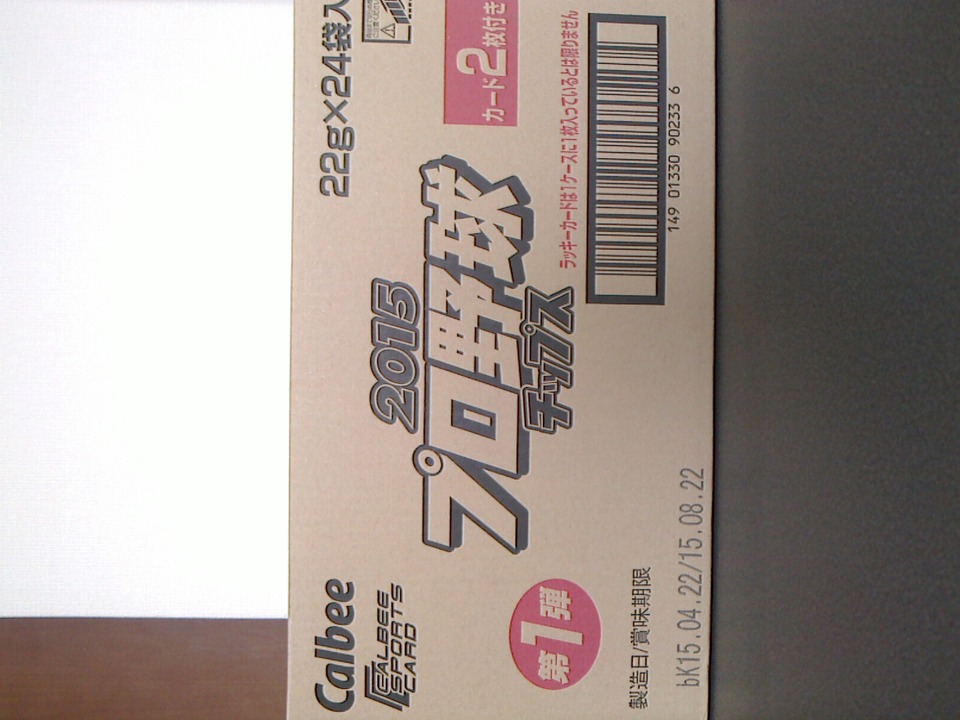 Calbee
CALBEE
SPORTS
CARD
22g×24袋入
2015
プロ野球
チップス
カード2枚付き
第1弾
ラッキーカードは1ケースに1枚入っているとは限りません
149 01330 90233 6
製造日/賞味期限
bK15.04.22/15.08.22